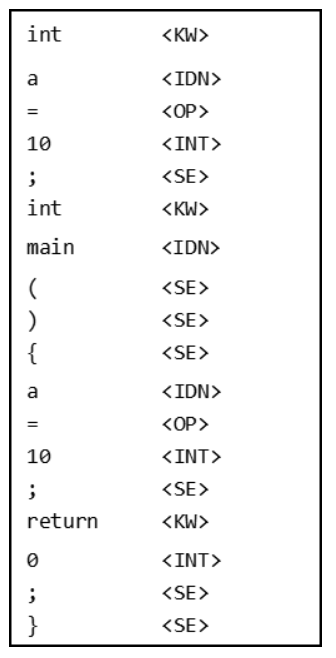 int <KW>
a <IDN>
= <OP>
10 <INT>
; <SE>
int <KW>
main <IDN>
( <SE>
) <SE>
{ <SE>
a <IDN>
= <OP>
10 <INT>
; <SE>
return <KW>
0 <INT>
; <SE>
} <SE>